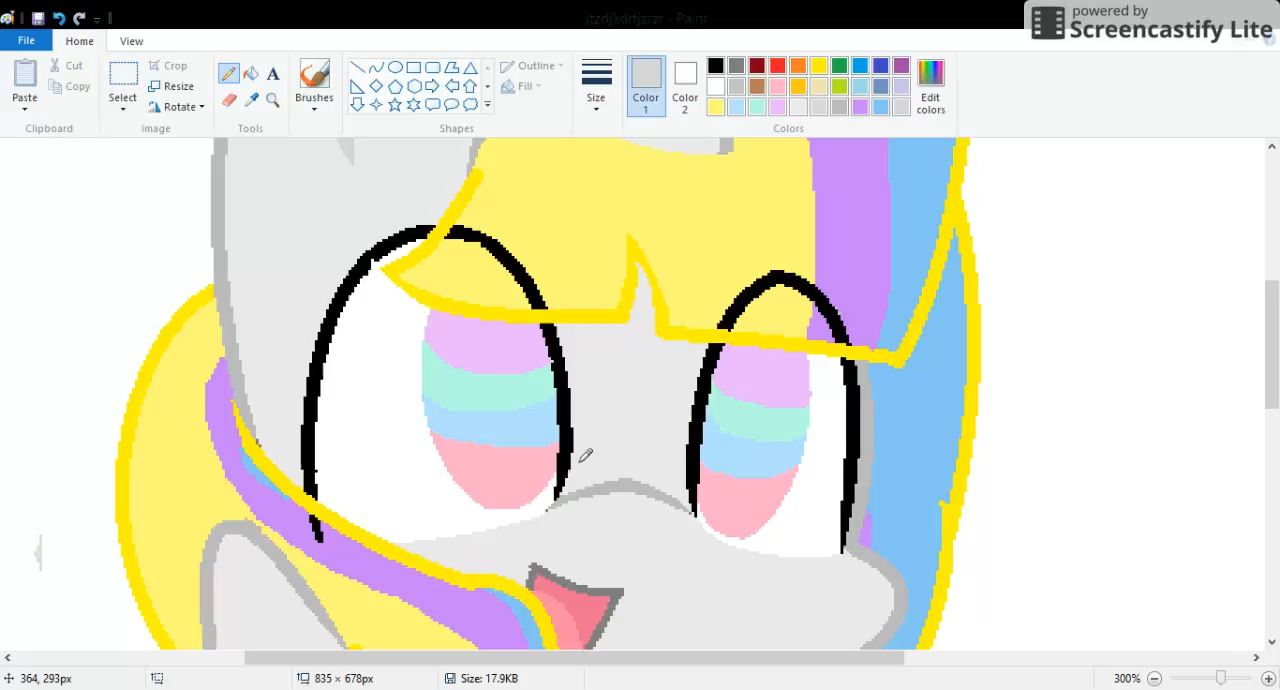 powered by
Screencastify Lite
File
Home
View
Paste
Cut
Copy
Clipboard
Select
Crop
Resize
Rotate
Image
A
Tools
Brushes
Outline
Fill
Shapes
Size
Color 1
Color 2
Edit colors
Colors
364, 293px
835 × 678px
Size: 17.9KB
300%